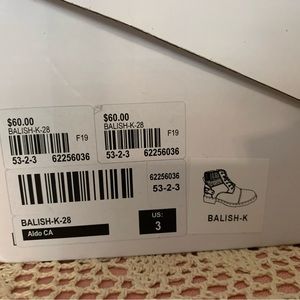 $60.00
BALISH-K-28
F19
53-2-3 62256036
$60.00
BALISH-K-28
F19
53-2-3 62256036
62256036
53-2-3
BALISH-K-28
Aldo CA
US:
3
BALISH-K